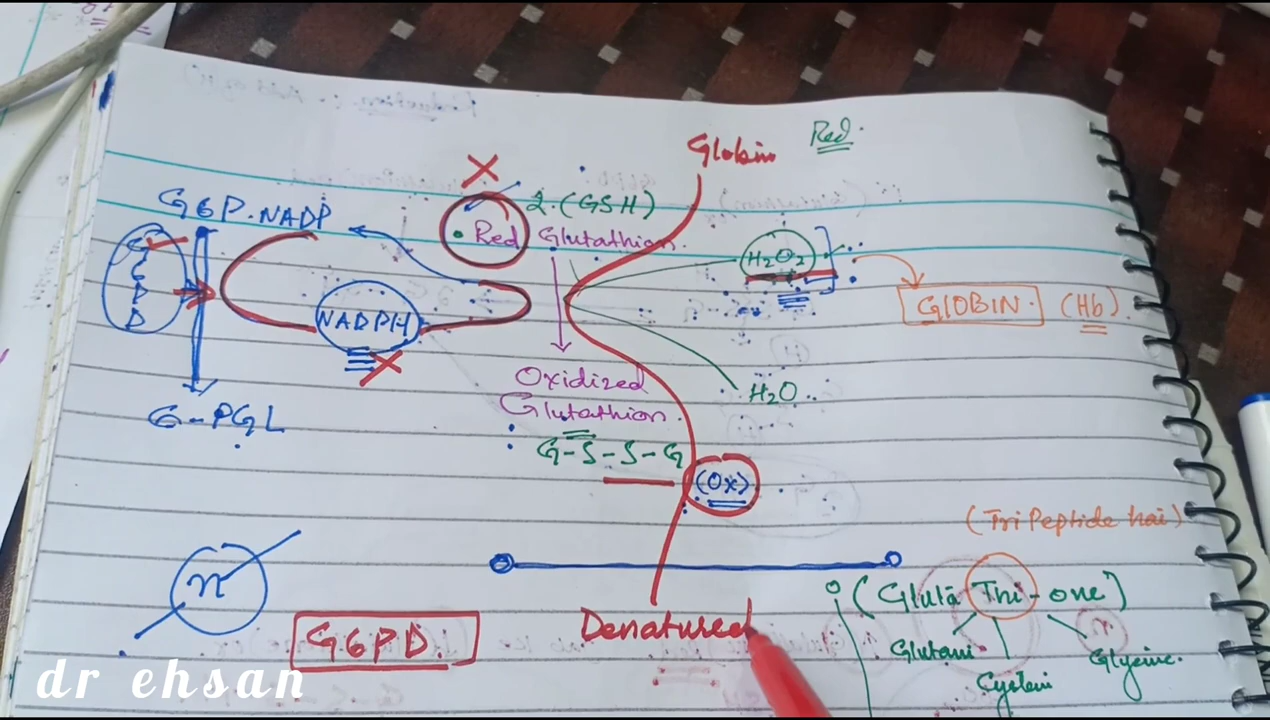 Globin Red.
G6P. NADP
2. (GSH)
Red Glutathion.
G6PD
H2O2
NADPH
GlOBIN. (Hb).
Oxidized
Glutathion.
H2O.
6-PGL
G-S-S-G
(Ox)
(Tri Peptide hai)
(Gluta Thi-one)
n
Denatured
G6PD.
Glutami
Glycine.
Cystein
dr ehsan